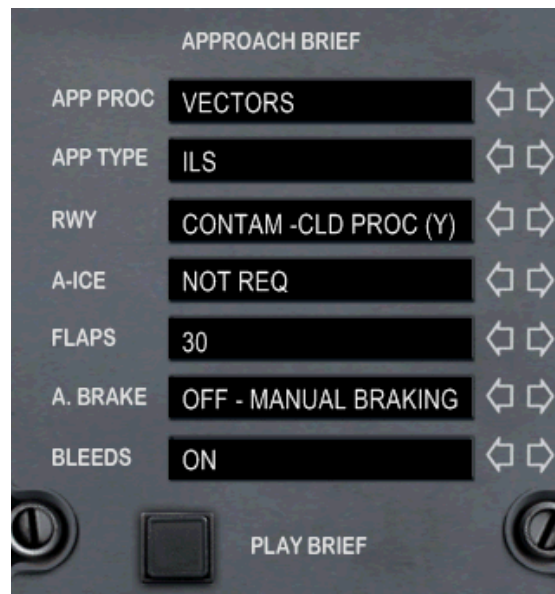 APPROACH BRIEF
APP PROC VECTORS
APP TYPE ILS
RWY CONTAM -CLD PROC (Y)
A-ICE NOT REQ
FLAPS 30
A. BRAKE OFF - MANUAL BRAKING
BLEEDS ON
PLAY BRIEF